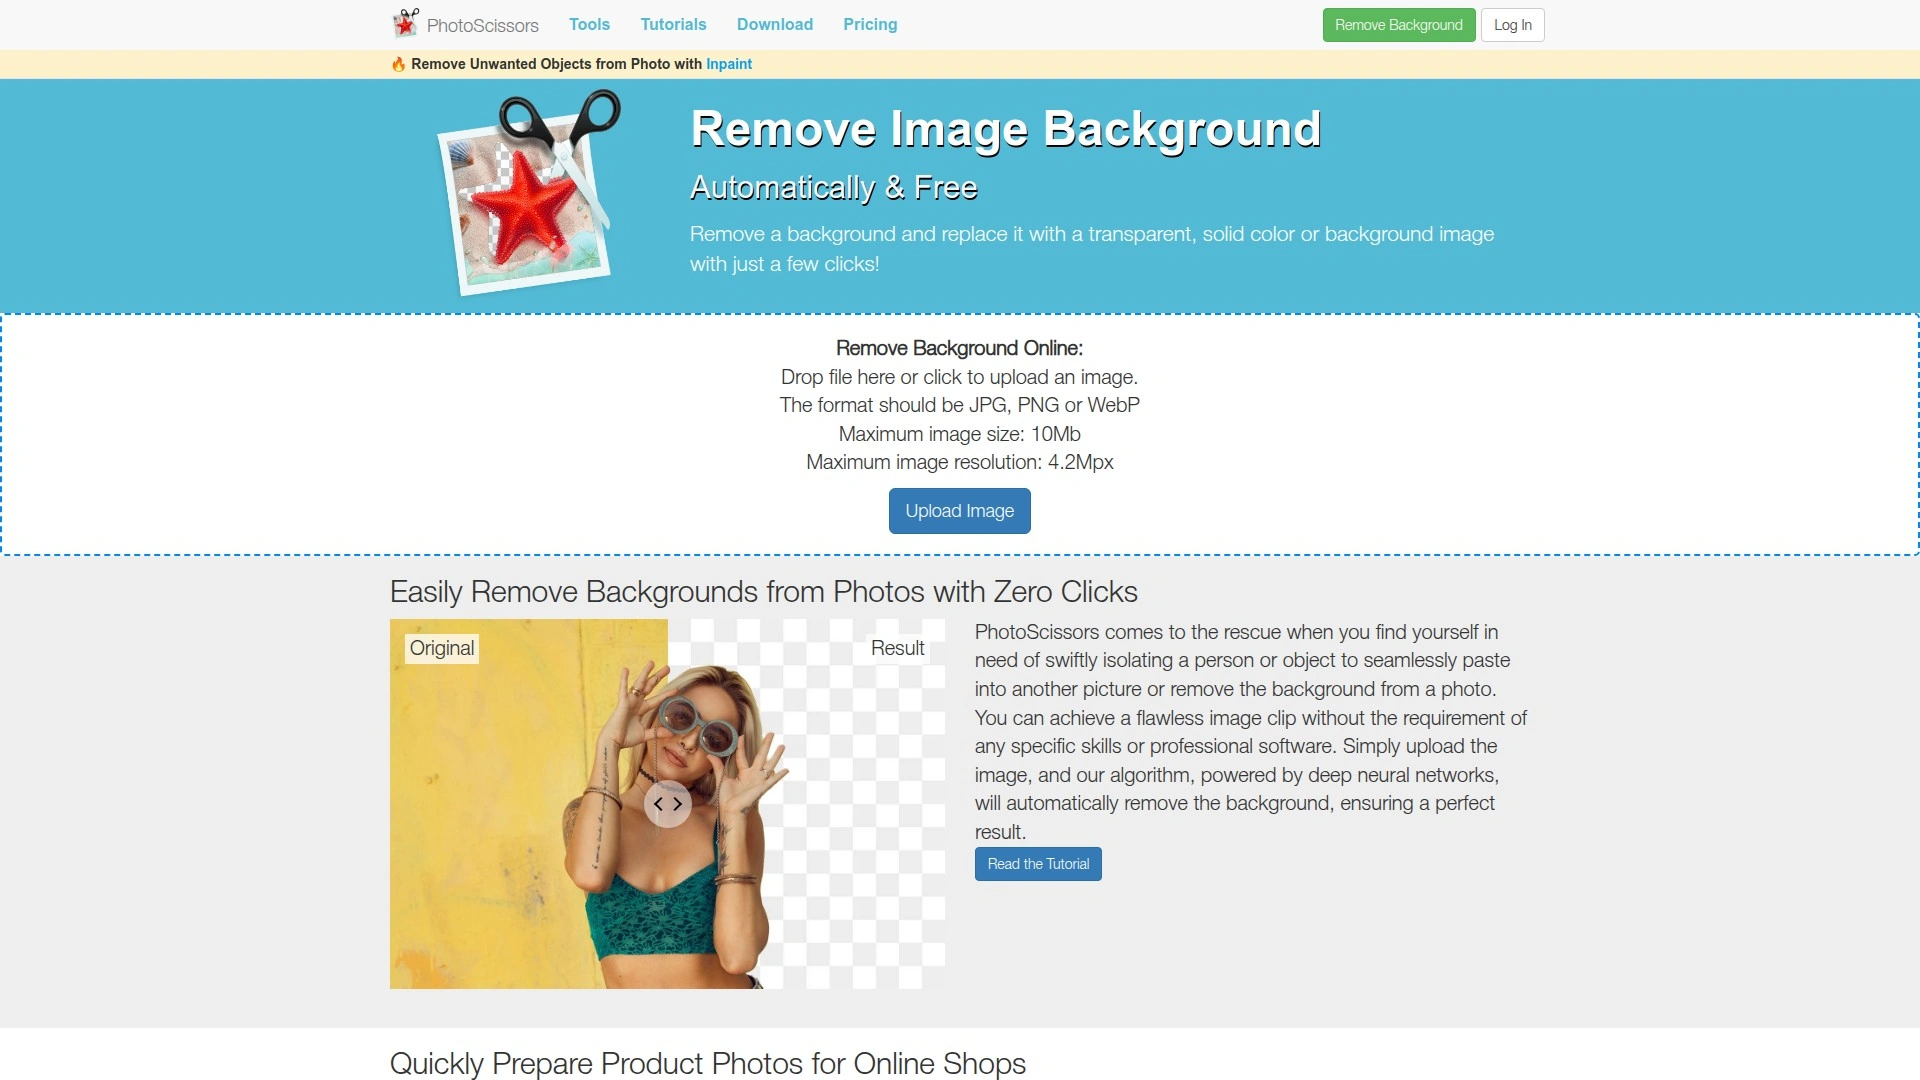 PhotoScissors
Tools
Tutorials
Download
Pricing
Remove Background
Log In
🔥 Remove Unwanted Objects from Photo with Inpaint
Remove Image Background
Automatically & Free
Remove a background and replace it with a transparent, solid color or background image
with just a few clicks!
Remove Background Online:
Drop file here or click to upload an image.
The format should be JPG, PNG or WebP
Maximum image size: 10Mb
Maximum image resolution: 4.2Mpx
Upload Image
Easily Remove Backgrounds from Photos with Zero Clicks
Original
Result
PhotoScissors comes to the rescue when you find yourself in
need of swiftly isolating a person or object to seamlessly paste
into another picture or remove the background from a photo.
You can achieve a flawless image clip without the requirement of
any specific skills or professional software. Simply upload the
image, and our algorithm, powered by deep neural networks,
will automatically remove the background, ensuring a perfect
result.
Read the Tutorial
Quickly Prepare Product Photos for Online Shops